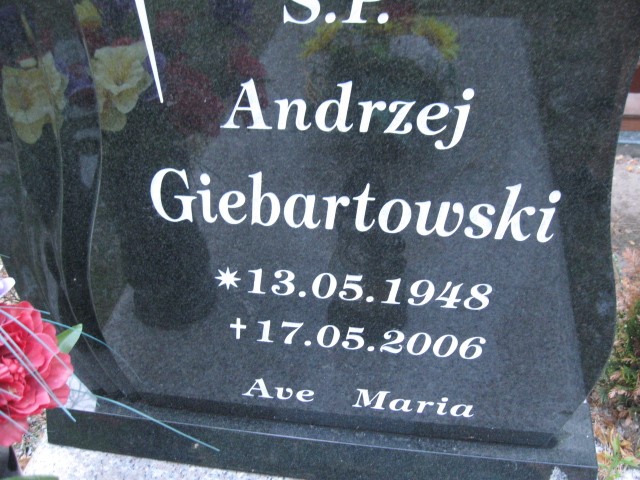 Ś.P.
Andrzej
Giebartowski
*13.05.1948
†17.05.2006
Ave Maria